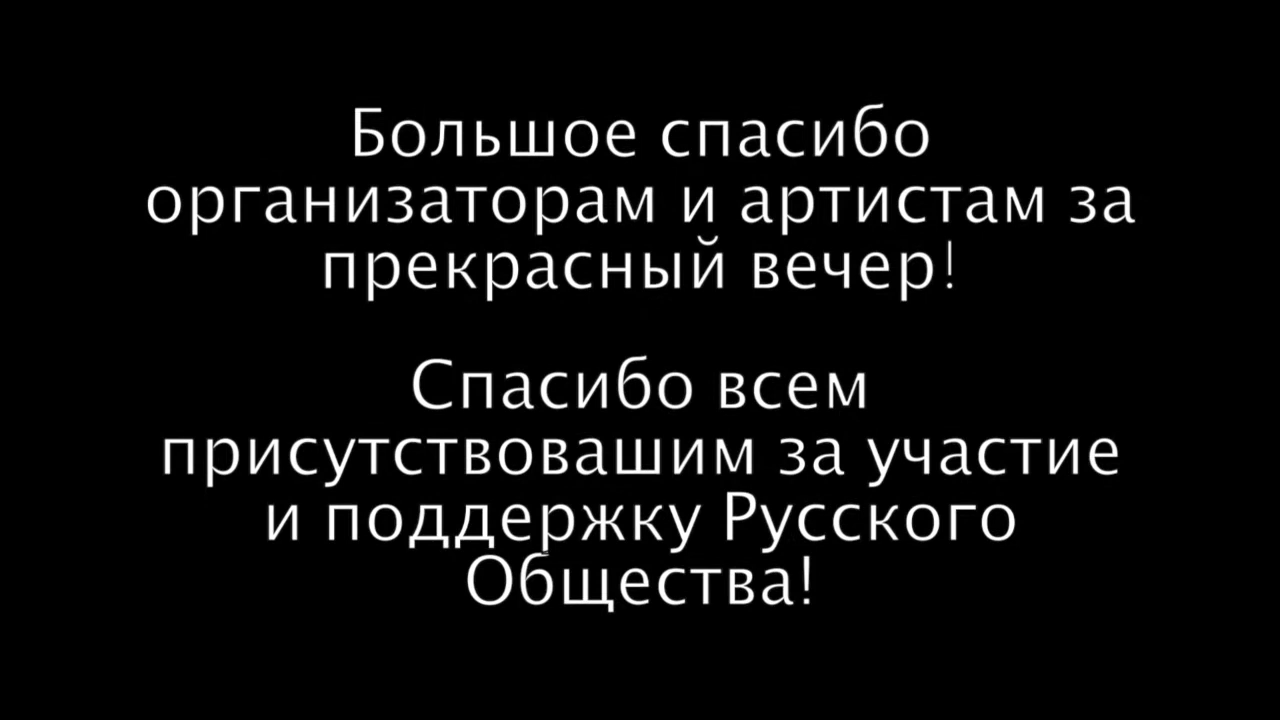 Большое спасибо
организаторам и артистам за
прекрасный вечер!
Спасибо всем
присутствовашим за участие
и поддержку Русского
Общества!